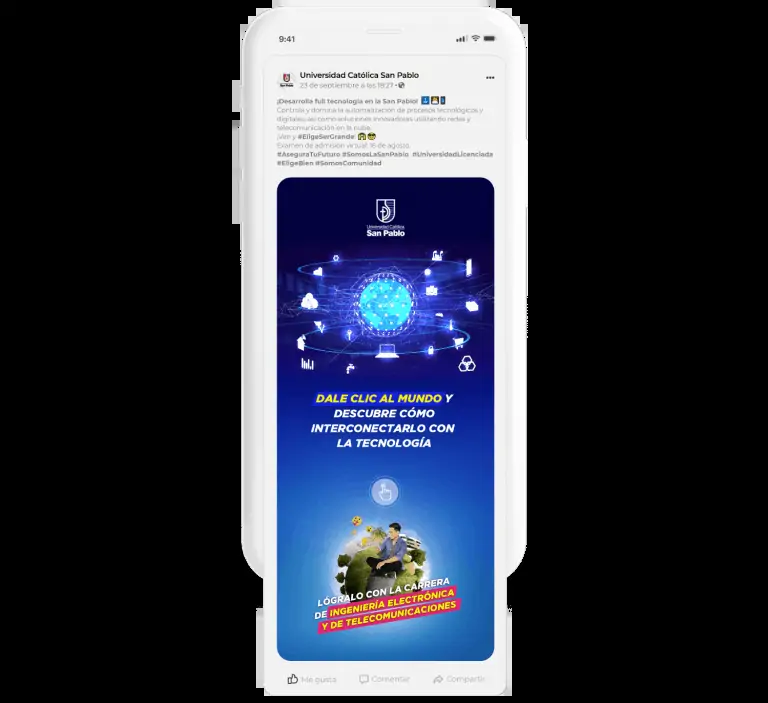 9:41
Universidad Católica San Pablo
23 de septiembre a las 18:27
¡Desarrolla full tecnología en la San Pablo!
Controla y domina la automatización de procesos tecnológicos y
digitales, así como soluciones innovadoras utilizando redes y
telecomunicación en la nube.
¡Ven y #EligeSerGrande!
Examen de admisión virtual: 16 de agosto
#AseguraTuFuturo #SomosLaSanPablo #UniversidadLicenciada
#EligeBien #SomosComunidad
Universidad Católica
San Pablo
DALE CLIC AL MUNDO Y
DESCUBRE CÓMO
INTERCONECTARLO CON
LA TECNOLOGÍA
LÓGRALO CON LA CARRERA
DE INGENIERÍA ELECTRÓNICA
Y DE TELECOMUNICACIONES
Me gusta
Comentar
Compartir